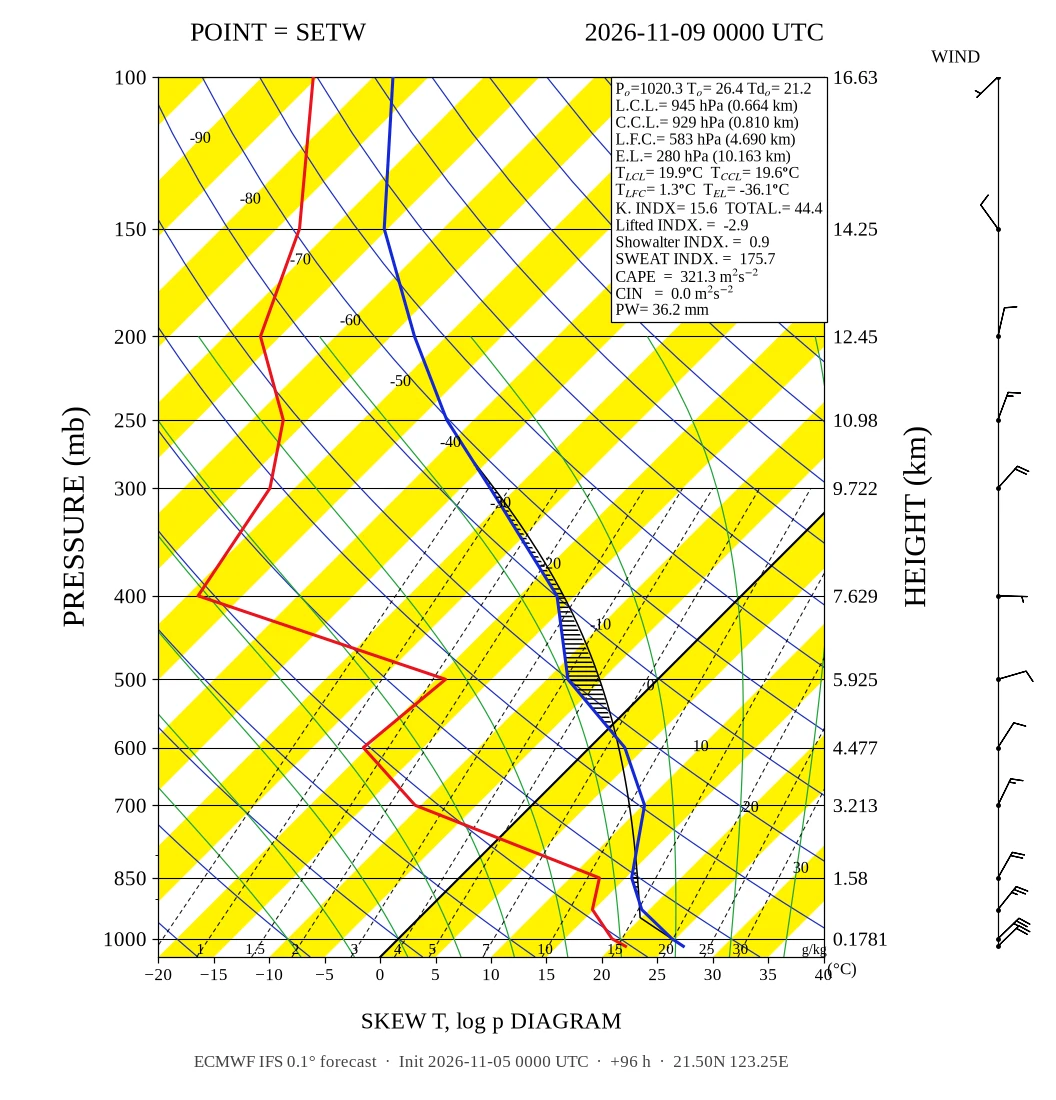 POINT = SETW 2026-11-09 0000 UTC
WIND
100 16.63
P₀=1020.3 T₀= 26.4 Td₀= 21.2
L.C.L.= 945 hPa (0.664 km)
C.C.L.= 929 hPa (0.810 km)
L.F.C.= 583 hPa (4.690 km)
E.L.= 280 hPa (10.163 km)
T_LCL= 19.9°C T_CCL= 19.6°C
T_LFC= 1.3°C T_EL= -36.1°C
K. INDX= 15.6 TOTAL.= 44.4
Lifted INDX. = -2.9
Showalter INDX. = 0.9
SWEAT INDX. = 175.7
CAPE = 321.3 m²s⁻²
CIN = 0.0 m²s⁻²
PW= 36.2 mm
-90
-80
150 14.25
-70
-60
200 12.45
-50
250 10.98
-40
300 9.722
-30
-20
400 7.629
-10
500 5.925
0
10
600 4.477
700 3.213
20
30
850 1.58
1000 0.1781
PRESSURE (mb)
HEIGHT (km)
1 1.5 2 3 4 5 7 10 15 20 25 30 g/kg
−20 −15 −10 −5 0 5 10 15 20 25 30 35 40 (°C)
SKEW T, log p DIAGRAM
ECMWF IFS 0.1° forecast · Init 2026-11-05 0000 UTC · +96 h · 21.50N 123.25E